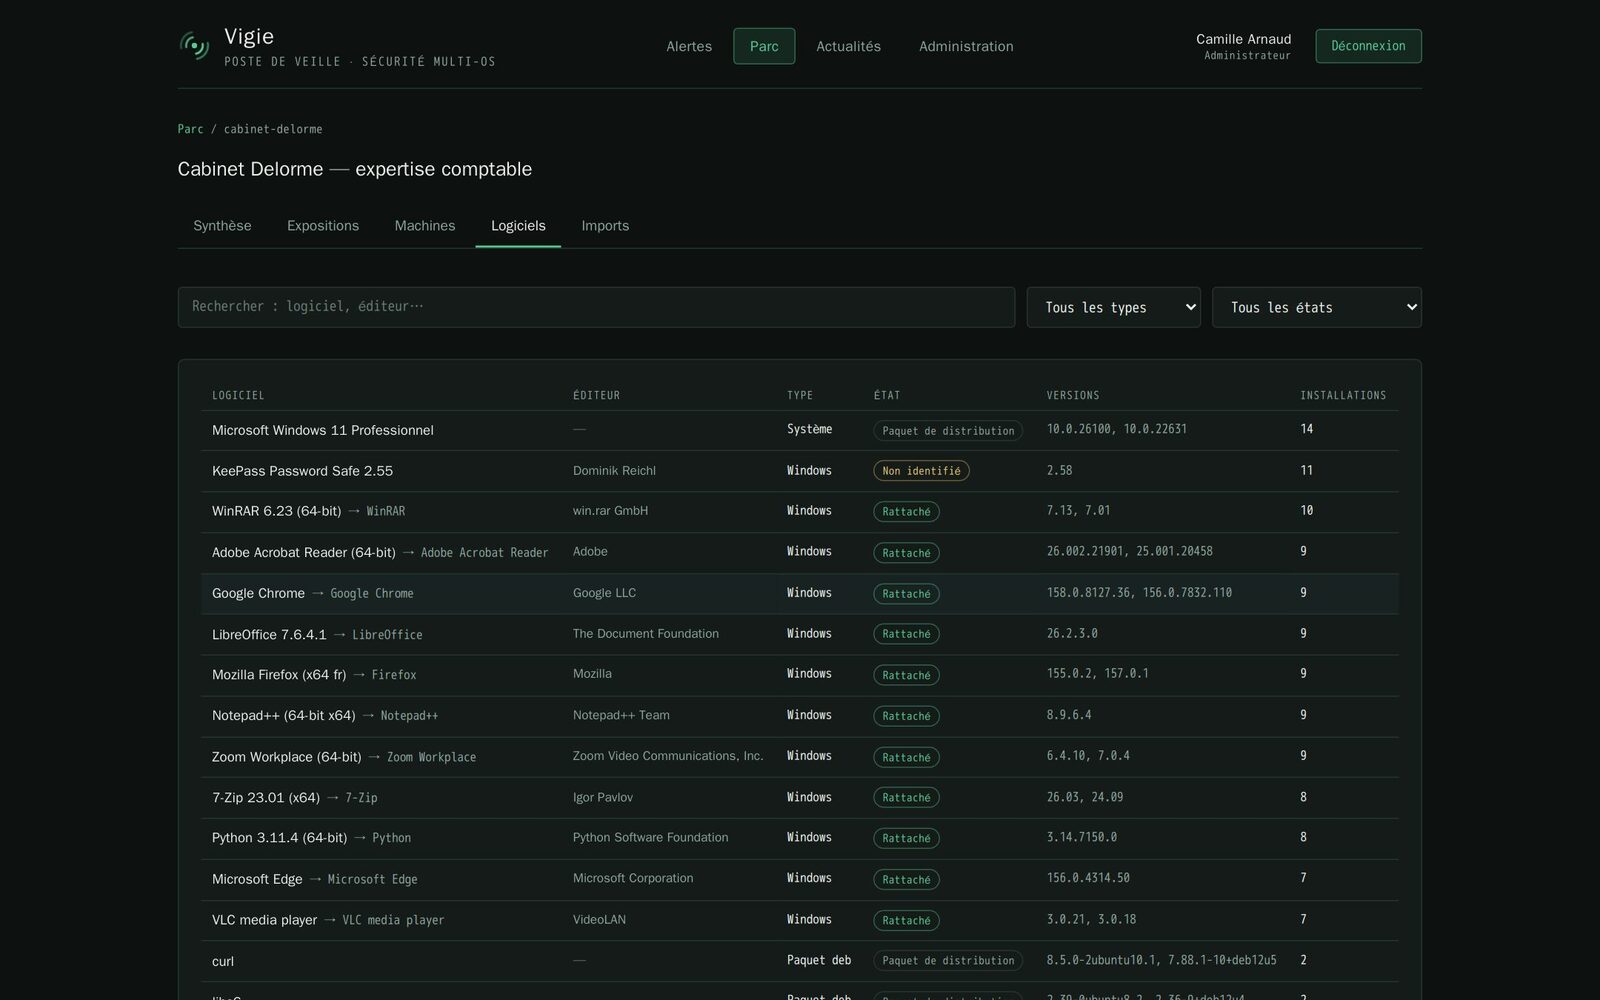 Vigie
POSTE DE VEILLE · SÉCURITÉ MULTI-OS
Alertes
Parc
Actualités
Administration
Camille Arnaud
Administrateur
Déconnexion
Parc / cabinet-delorme
Cabinet Delorme — expertise comptable
Synthèse
Expositions
Machines
Logiciels
Imports
Rechercher : logiciel, éditeur…
Tous les types
Tous les états
LOGICIEL ÉDITEUR TYPE ÉTAT VERSIONS INSTALLATIONS
Microsoft Windows 11 Professionnel — Système Paquet de distribution 10.0.26100, 10.0.22631 14
KeePass Password Safe 2.55 Dominik Reichl Windows Non identifié 2.58 11
WinRAR 6.23 (64-bit) → WinRAR win.rar GmbH Windows Rattaché 7.13, 7.01 10
Adobe Acrobat Reader (64-bit) → Adobe Acrobat Reader Adobe Windows Rattaché 26.002.21901, 25.001.20458 9
Google Chrome → Google Chrome Google LLC Windows Rattaché 158.0.8127.36, 156.0.7832.110 9
LibreOffice 7.6.4.1 → LibreOffice The Document Foundation Windows Rattaché 26.2.3.0 9
Mozilla Firefox (x64 fr) → Firefox Mozilla Windows Rattaché 155.0.2, 157.0.1 9
Notepad++ (64-bit x64) → Notepad++ Notepad++ Team Windows Rattaché 8.9.6.4 9
Zoom Workplace (64-bit) → Zoom Workplace Zoom Video Communications, Inc. Windows Rattaché 6.4.10, 7.0.4 9
7-Zip 23.01 (x64) → 7-Zip Igor Pavlov Windows Rattaché 26.03, 24.09 8
Python 3.11.4 (64-bit) → Python Python Software Foundation Windows Rattaché 3.14.7150.0 8
Microsoft Edge → Microsoft Edge Microsoft Corporation Windows Rattaché 156.0.4314.50 7
VLC media player → VLC media player VideoLAN Windows Rattaché 3.0.21, 3.0.18 7
curl — Paquet deb Paquet de distribution 8.5.0-2ubuntu10.1, 7.88.1-10+deb12u5 2